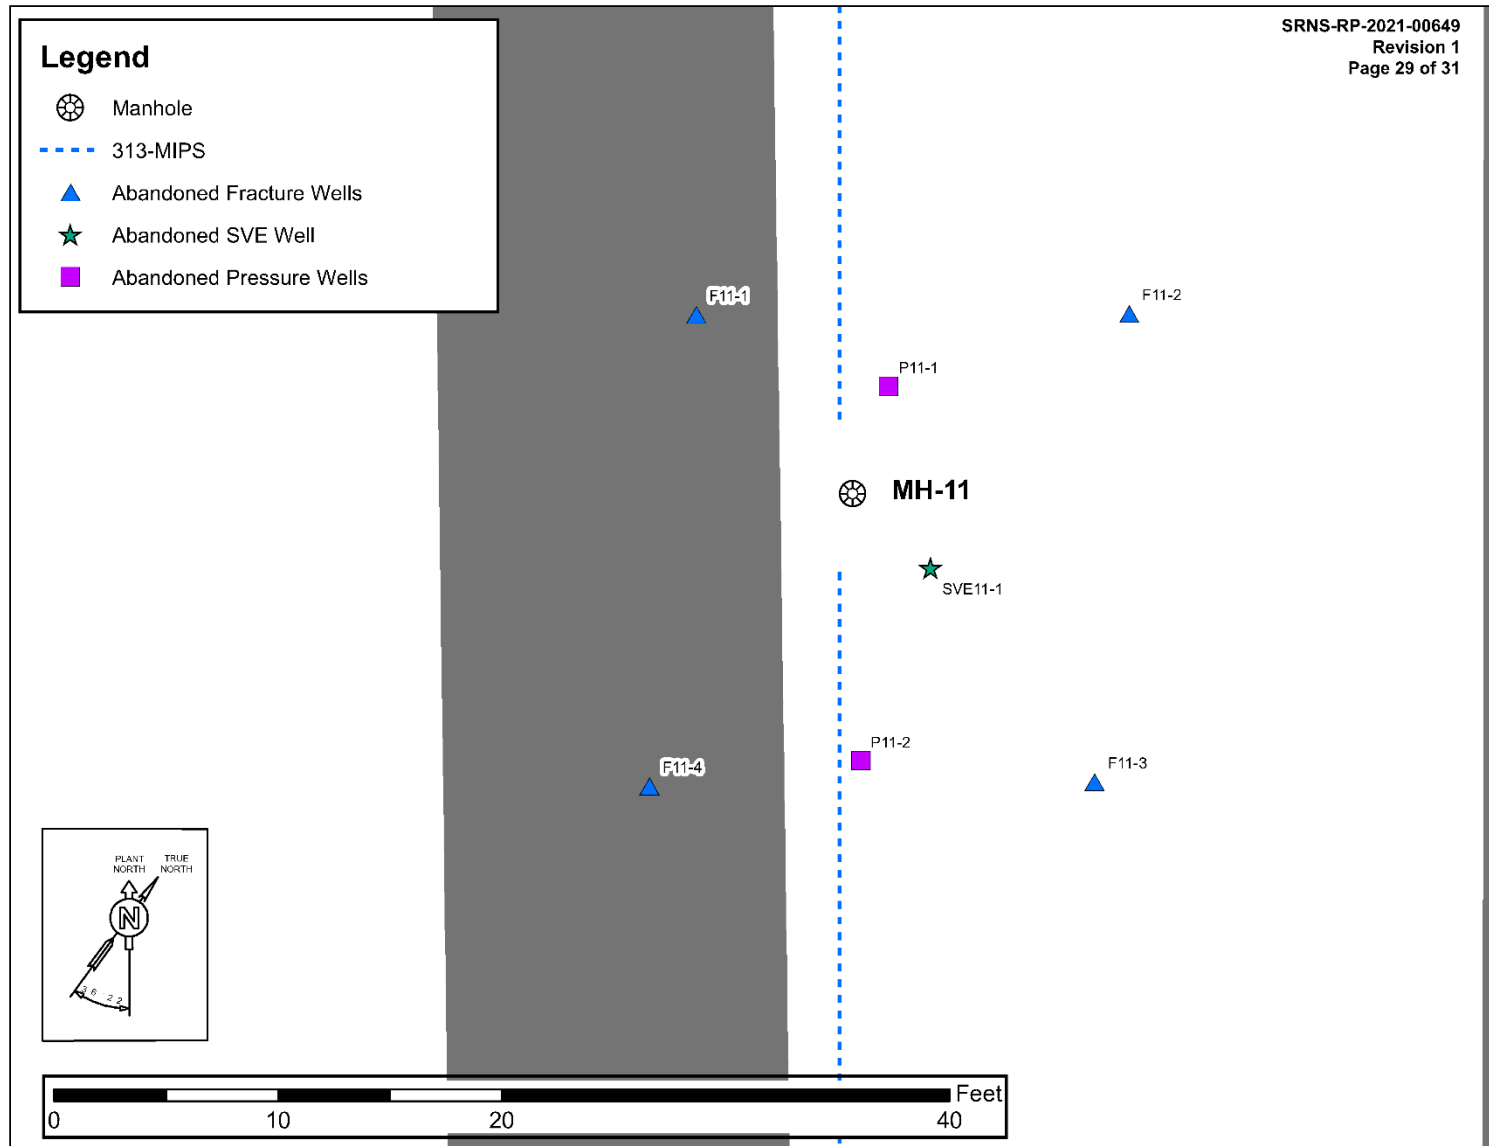 SRNS-RP-2021-00649
Revision 1
Page 29 of 31
Legend
Manhole
313-MIPS
Abandoned Fracture Wells
Abandoned SVE Well
Abandoned Pressure Wells
F11-1
F11-2
P11-1
MH-11
SVE11-1
P11-2
F11-4
F11-3
PLANT TRUE
NORTH NORTH
N
36-22
Feet
0 10 20 40